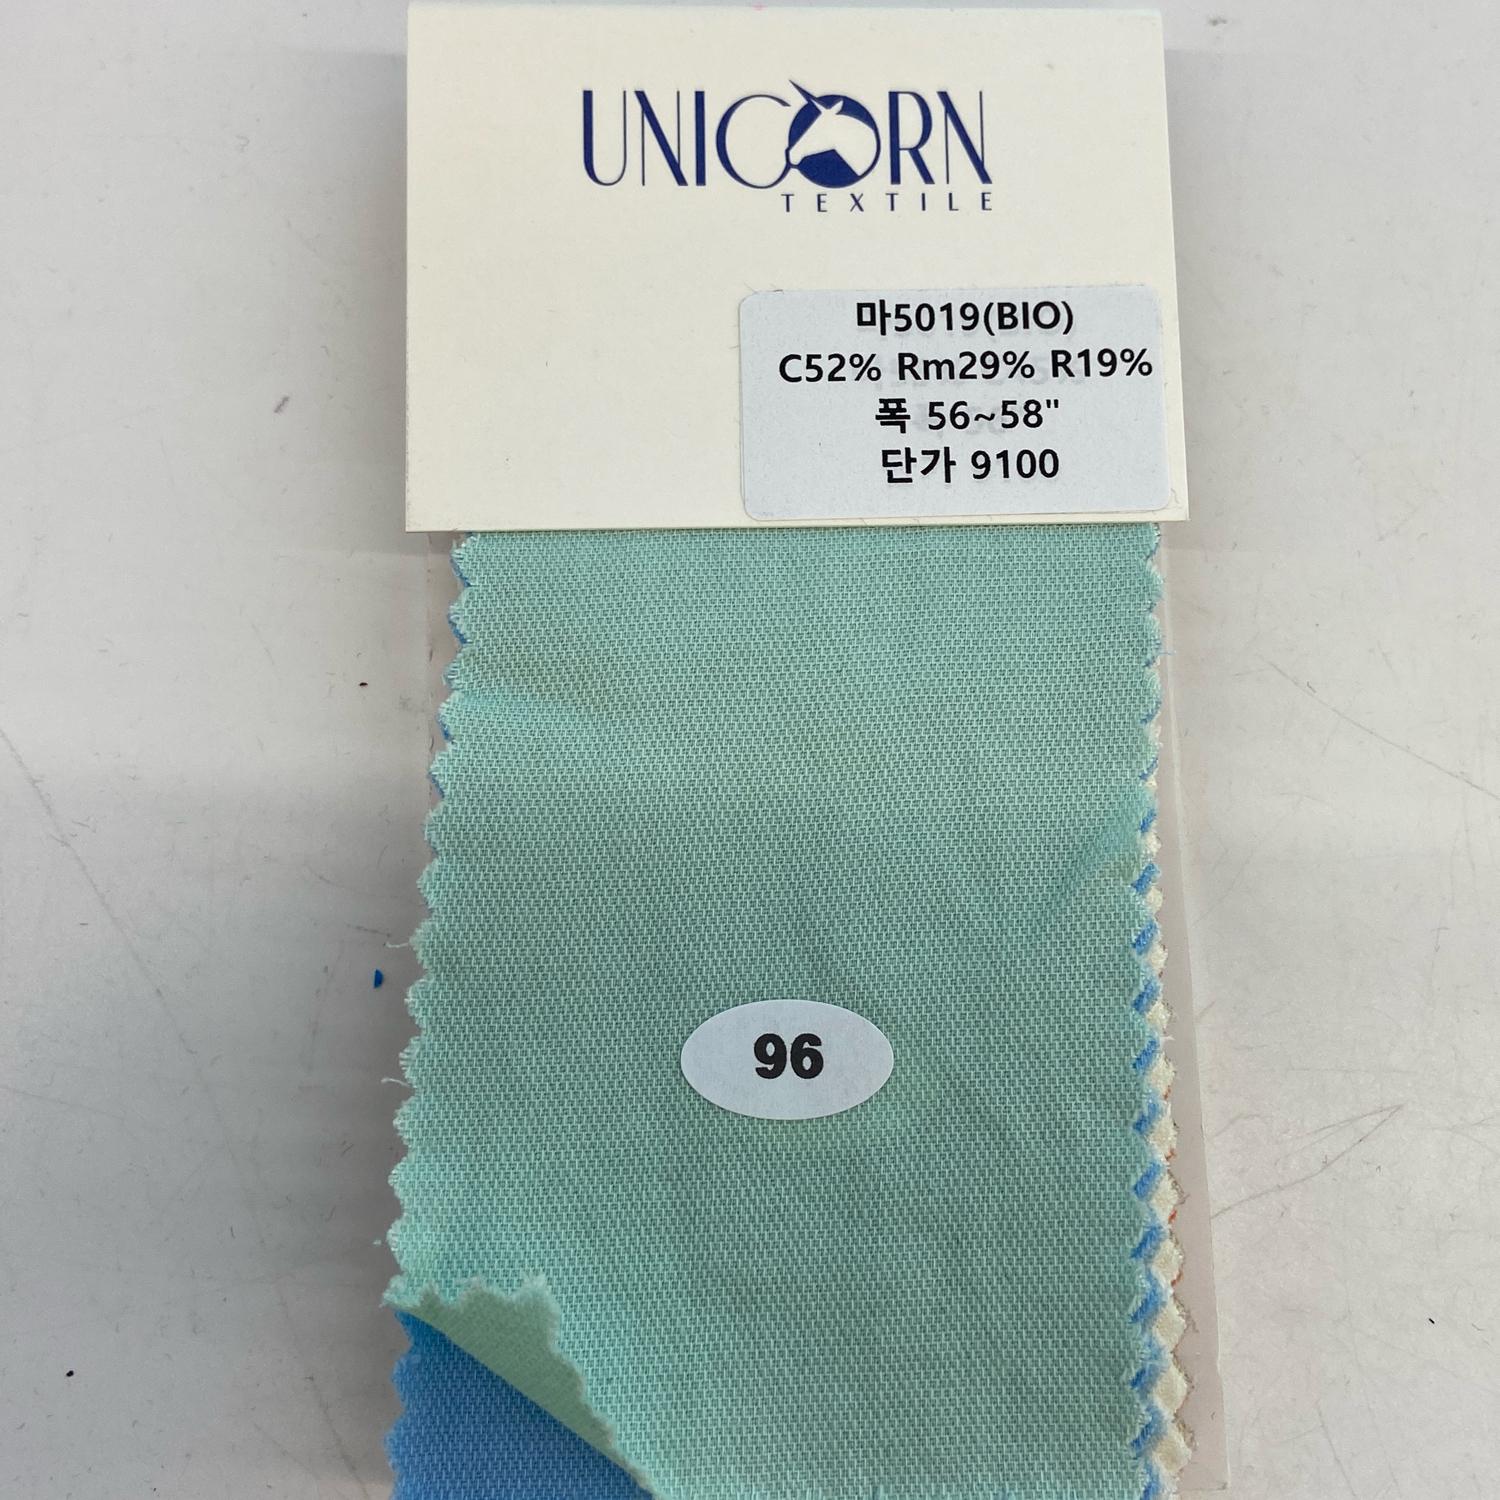 UNICORN
TEXTILE
마5019(BIO)
C52% Rm29% R19%
폭 56~58"
단가 9100
96